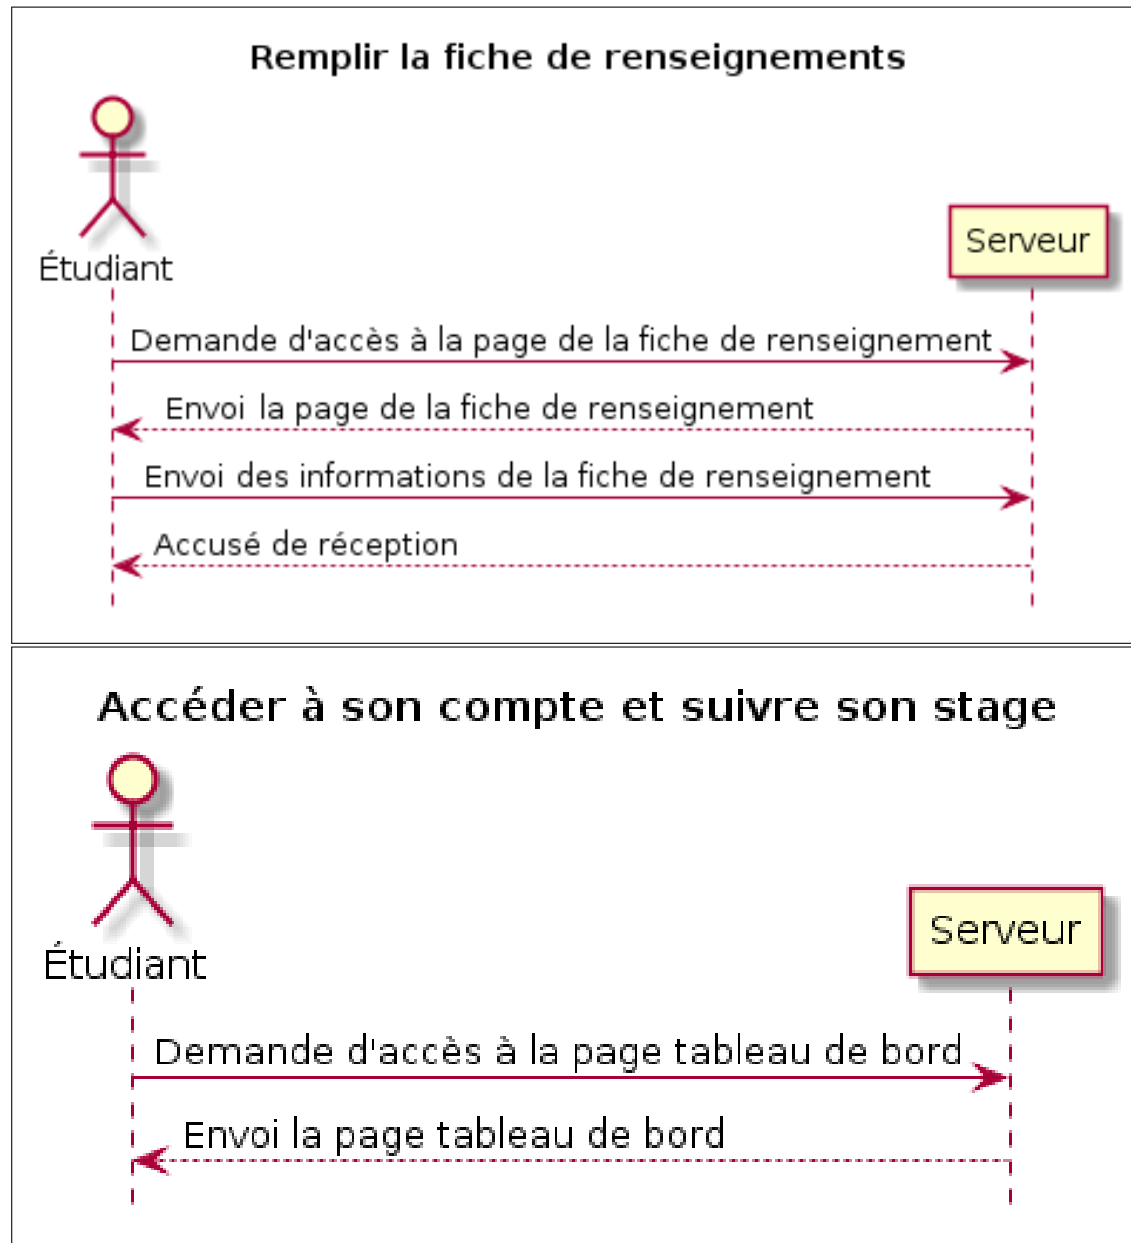 Remplir la fiche de renseignements
Étudiant
Serveur
Demande d'accès à la page de la fiche de renseignement
Envoi la page de la fiche de renseignement
Envoi des informations de la fiche de renseignement
Accusé de réception
Accéder à son compte et suivre son stage
Étudiant
Serveur
Demande d'accès à la page tableau de bord
Envoi la page tableau de bord